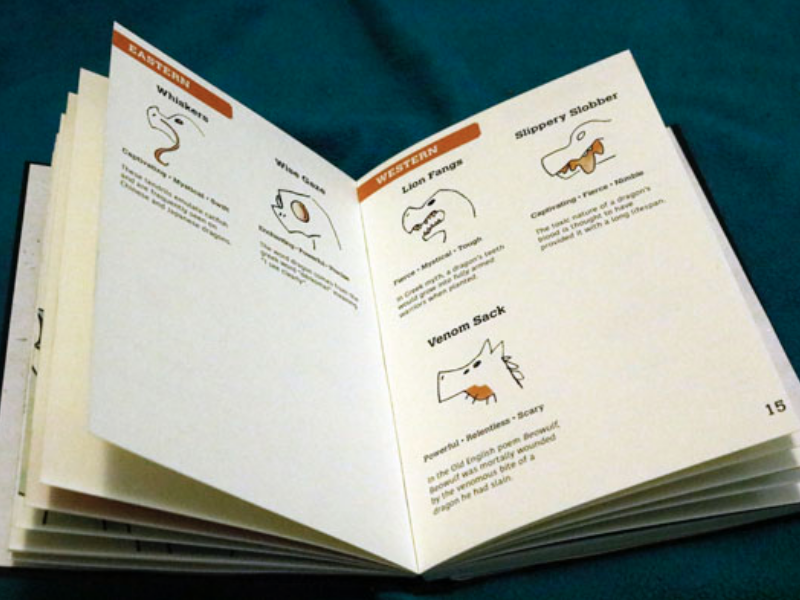 EASTERN
Whiskers
Captivating • Mystical • Swift
These tendrils emulate catfish
and are frequently seen on
Chinese and Japanese dragons.
Wise Gaze
Enchanting • Powerful •
The word dragon comes from the
greek word meaning
"I see clearly".
WESTERN
Lion Fangs
Fierce • Mystical • Tough
In Greek myth, a dragon's teeth
would grow into fully armed
warriors when planted.
Slippery Slobber
Captivating • Fierce • Nimble
The toxic nature of a dragon's
blood is thought to have
provided it with a long lifespan.
Venom Sack
Powerful • Relentless • Scary
In the Old English poem Beowulf,
Beowulf was mortally wounded
by the venomous bite of a
dragon he had slain.
15